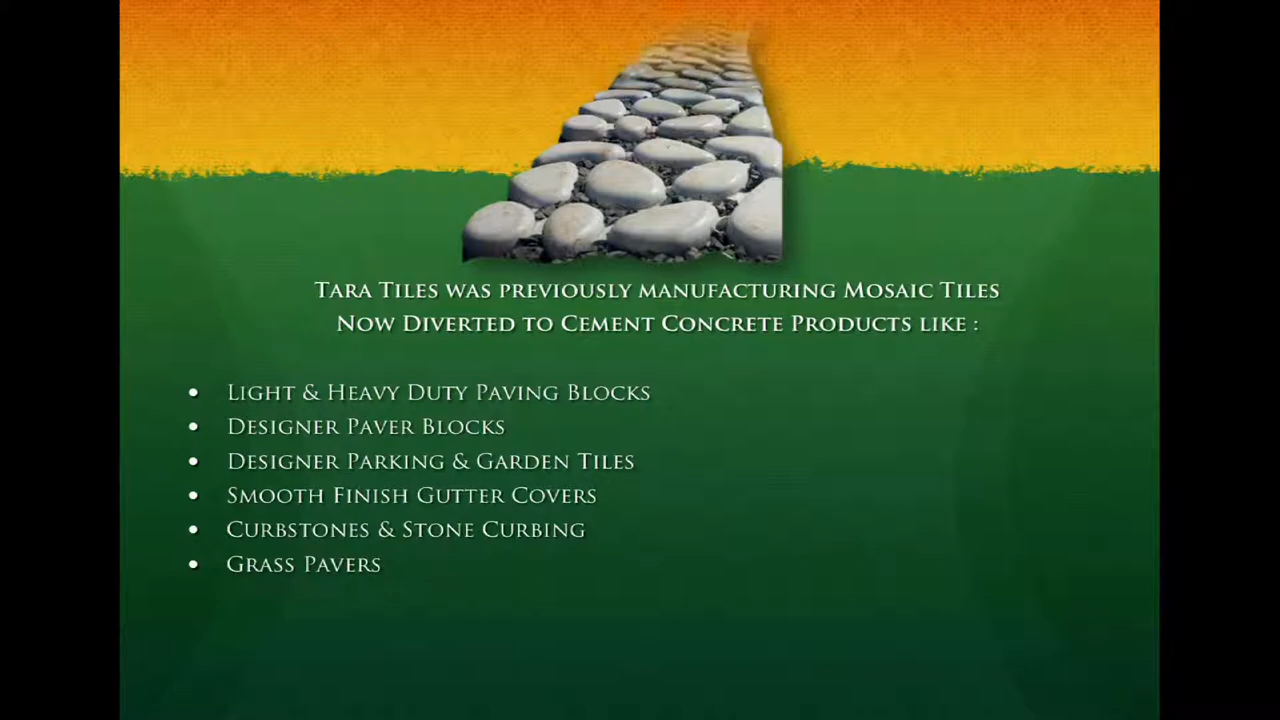 Tara Tiles was previously manufacturing Mosaic Tiles
Now Diverted to Cement Concrete Products like :
• Light & Heavy Duty Paving Blocks
• Designer Paver Blocks
• Designer Parking & Garden Tiles
• Smooth Finish Gutter Covers
• Curbstones & Stone Curbing
• Grass Pavers